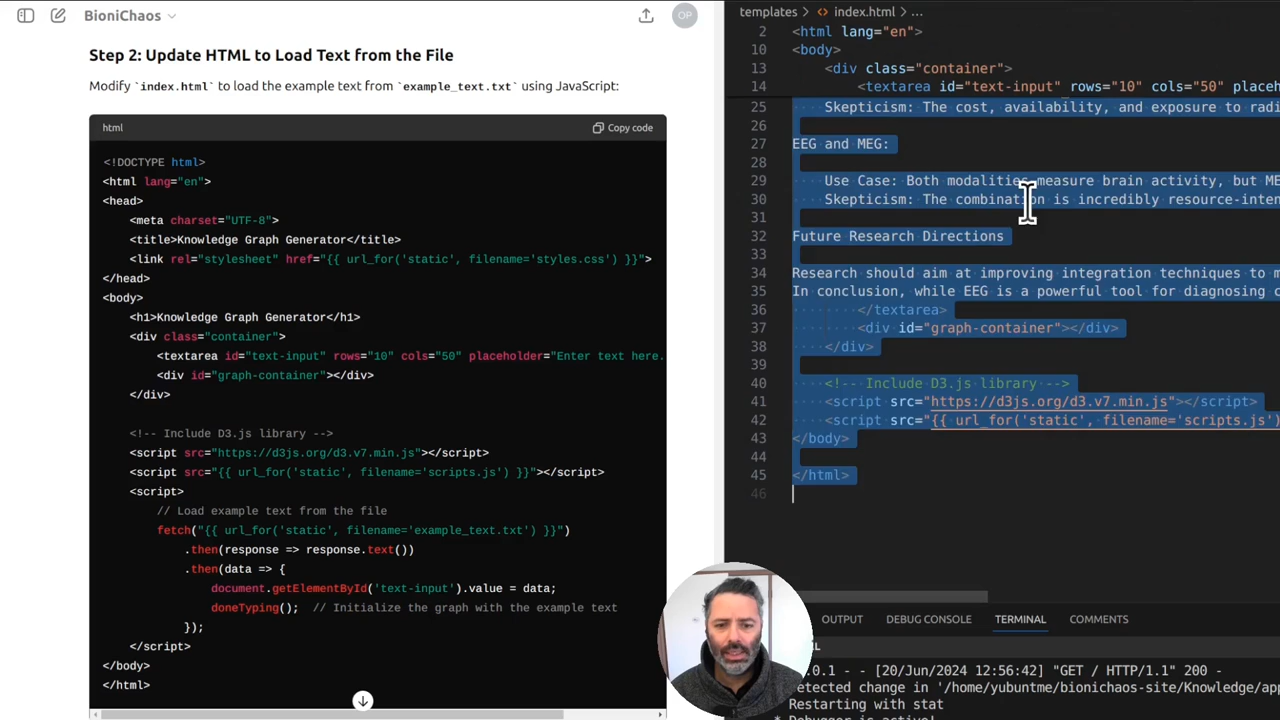 BioniChaos
OP
Step 2: Update HTML to Load Text from the File
Modify `index.html` to load the example text from `example_text.txt` using JavaScript:
html
Copy code
<!DOCTYPE html>
<html lang="en">
<head>
<meta charset="UTF-8">
<title>Knowledge Graph Generator</title>
<link rel="stylesheet" href="{{ url_for('static', filename='styles.css') }}">
</head>
<body>
<h1>Knowledge Graph Generator</h1>
<div class="container">
<textarea id="text-input" rows="10" cols="50" placeholder="Enter text here.
<div id="graph-container"></div>
</div>
<!-- Include D3.js library -->
<script src="https://d3js.org/d3.v7.min.js"></script>
<script src="{{ url_for('static', filename='scripts.js') }}"></script>
<script>
// Load example text from the file
fetch("{{ url_for('static', filename='example_text.txt') }}")
.then(response => response.text())
.then(data => {
document.getElementById('text-input').value = data;
doneTyping(); // Initialize the graph with the example text
});
</script>
</body>
</html>
templates > <> index.html > ...
2 <html lang="en">
10 <body>
13 <div class="container">
14 <textarea id="text-input" rows="10" cols="50" placeh
25 Skepticism: The cost, availability, and exposure to radi
26
27 EEG and MEG:
28
29 Use Case: Both modalities measure brain activity, but ME
30 Skepticism: The combination is incredibly resource-inten
31
32 Future Research Directions
33
34 Research should aim at improving integration techniques to m
35 In conclusion, while EEG is a powerful tool for diagnosing c
36 </textarea>
37 <div id="graph-container"></div>
38 </div>
39
40 <!-- Include D3.js library -->
41 <script src="https://d3js.org/d3.v7.min.js"></script>
42 <script src="{{ url_for('static', filename='scripts.js')
43 </body>
44
45 </html>
46
OUTPUT DEBUG CONSOLE TERMINAL COMMENTS
.0.1 - - [20/Jun/2024 12:56:42] "GET / HTTP/1.1" 200 -
etected change in '/home/yubuntme/bionichaos-site/Knowledge/app
Restarting with stat
* Debugger is active!